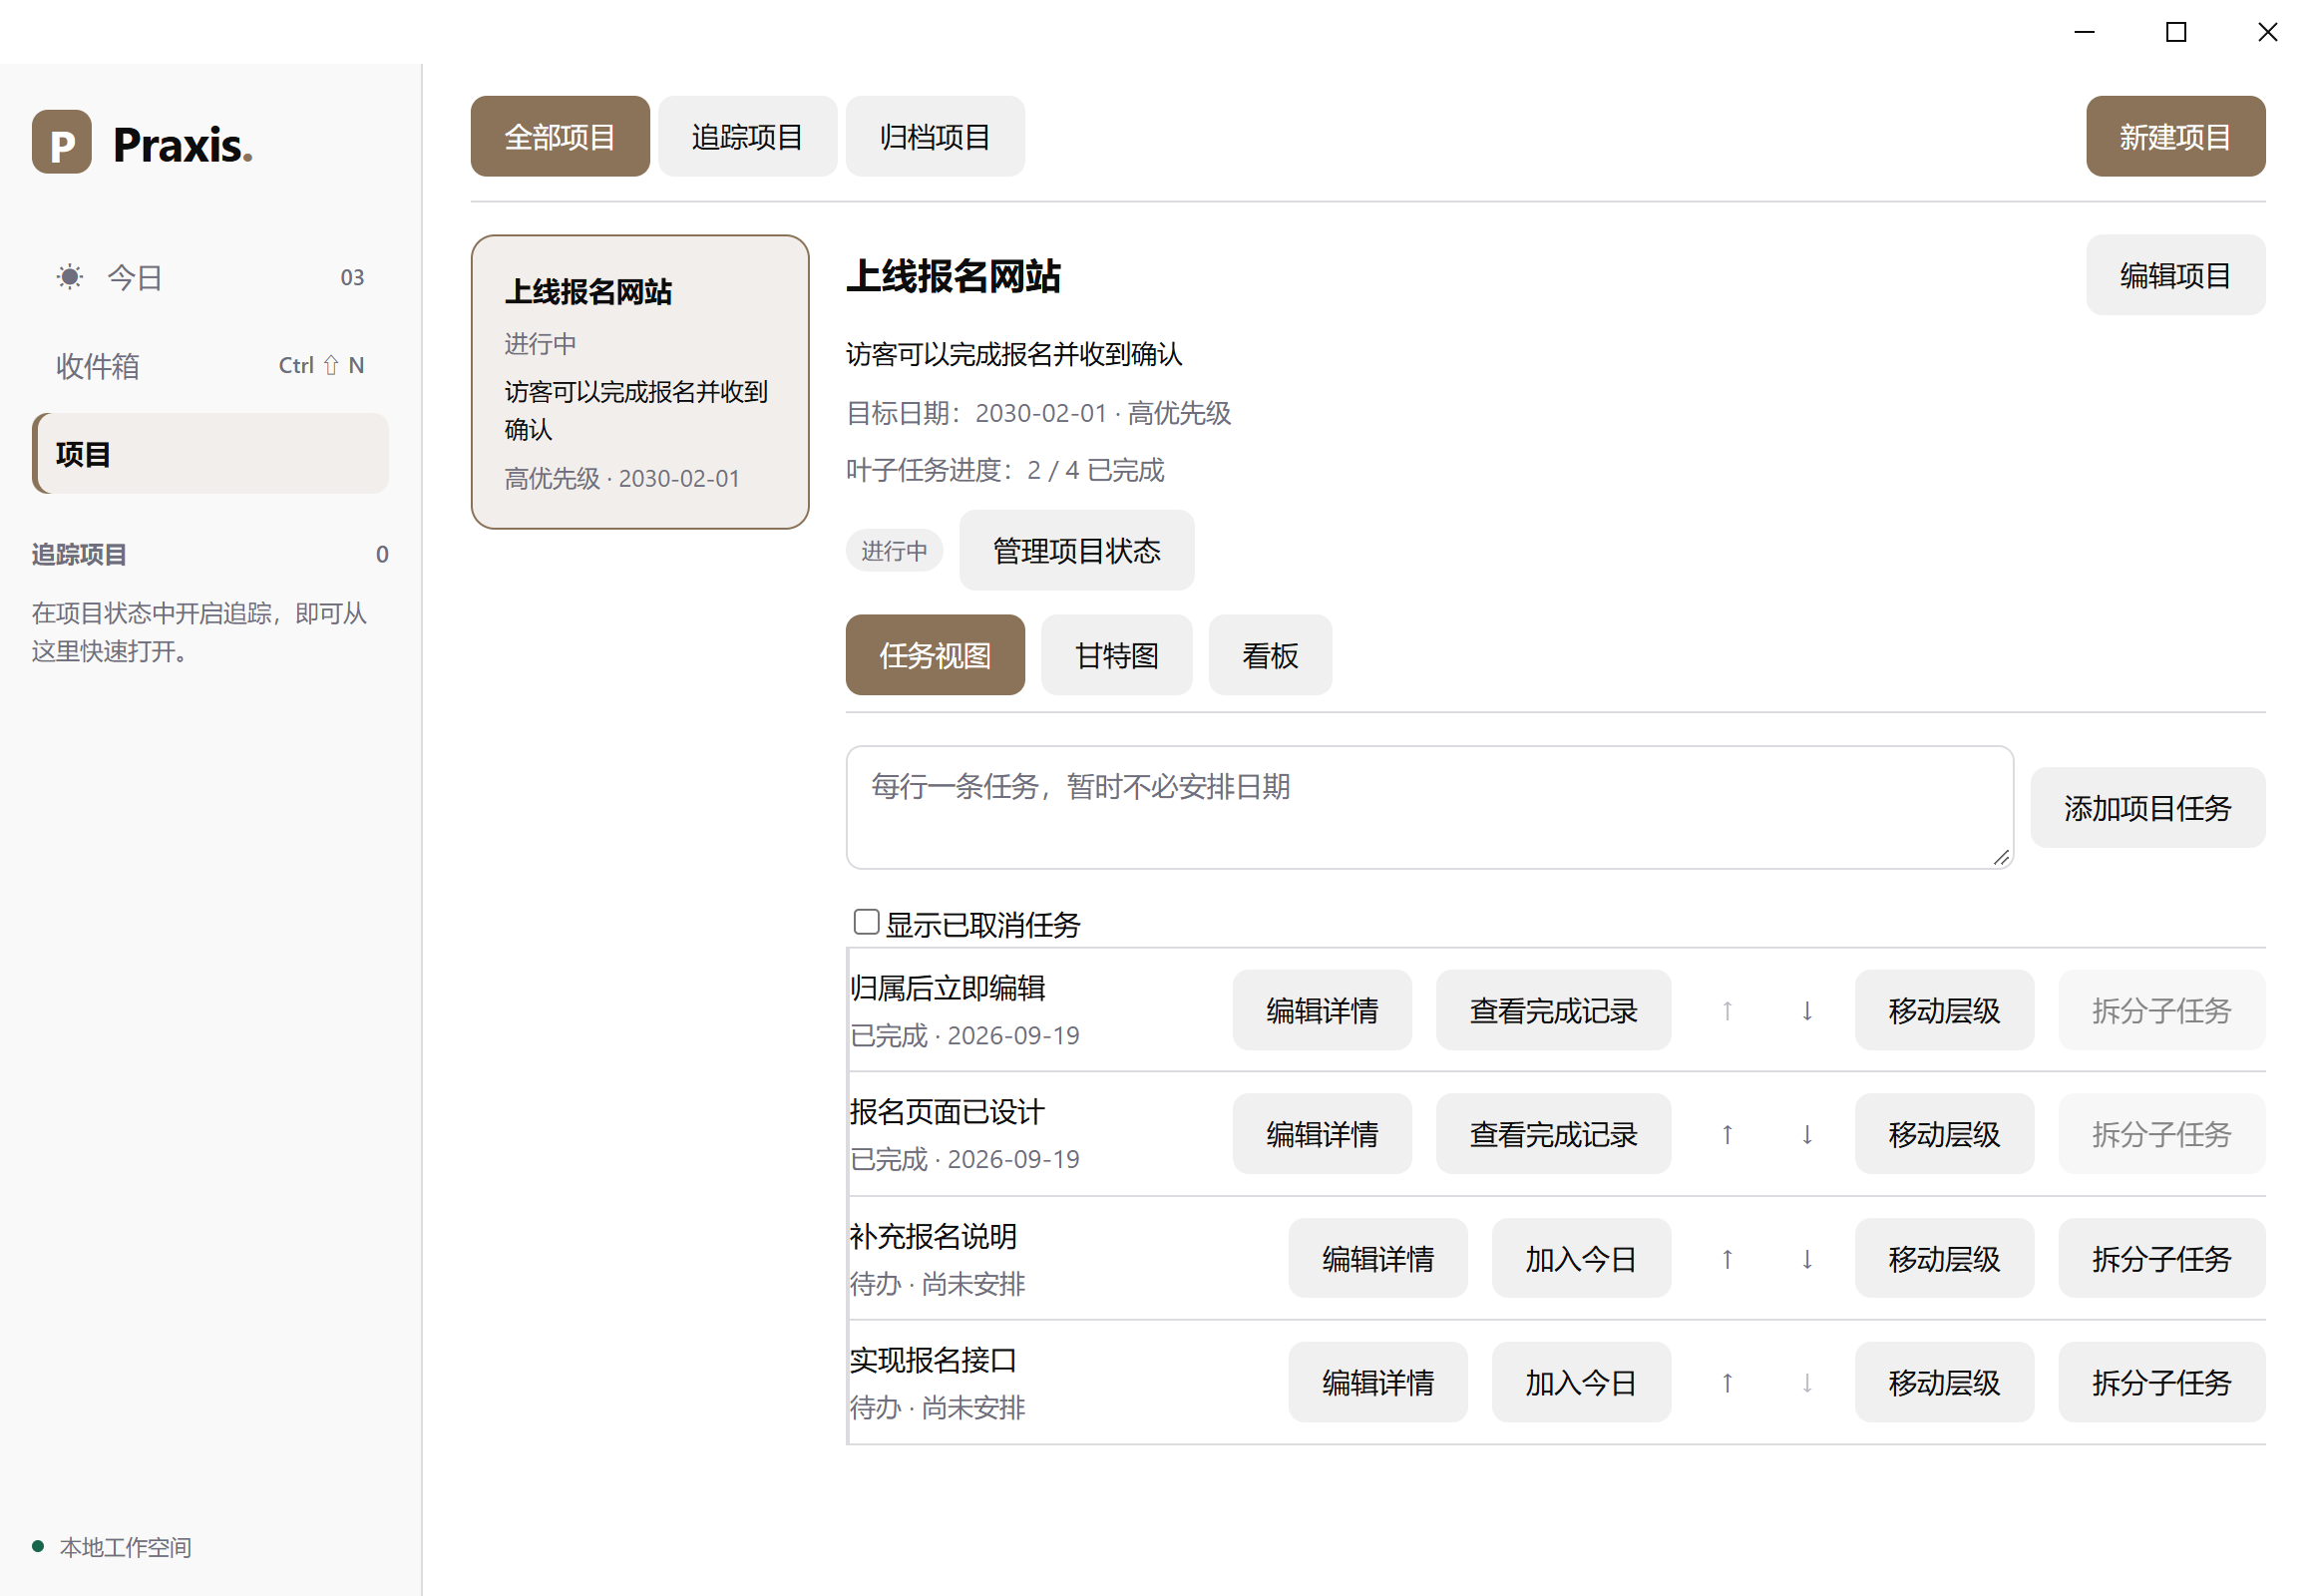 P Praxis.
今日 03
收件箱 Ctrl ⇧ N
项目
追踪项目 0
在项目状态中开启追踪，即可从
这里快速打开。
本地工作空间
全部项目 追踪项目 归档项目 新建项目
上线报名网站
进行中
访客可以完成报名并收到
确认
高优先级 · 2030-02-01
上线报名网站 编辑项目
访客可以完成报名并收到确认
目标日期：2030-02-01 · 高优先级
叶子任务进度：2 / 4 已完成
进行中 管理项目状态
任务视图 甘特图 看板
每行一条任务，暂时不必安排日期
添加项目任务
显示已取消任务
归属后立即编辑
已完成 · 2026-09-19
编辑详情 查看完成记录 ↑ ↓ 移动层级 拆分子任务
报名页面已设计
已完成 · 2026-09-19
编辑详情 查看完成记录 ↑ ↓ 移动层级 拆分子任务
补充报名说明
待办 · 尚未安排
编辑详情 加入今日 ↑ ↓ 移动层级 拆分子任务
实现报名接口
待办 · 尚未安排
编辑详情 加入今日 ↑ ↓ 移动层级 拆分子任务